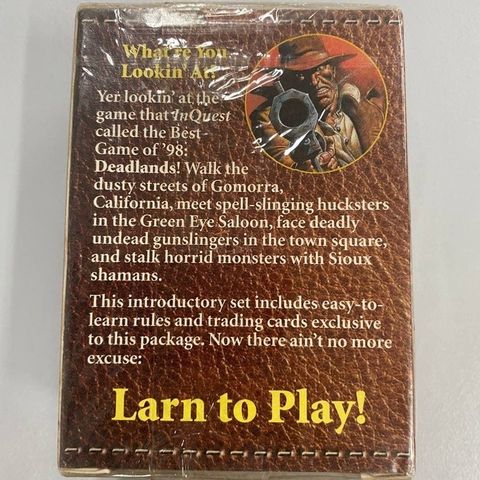 What're You
Lookin' At?
Yer lookin' at the
game that InQuest
called the Best
Game of '98:
Deadlands! Walk the
dusty streets of Gomorra,
California, meet spell-slinging hucksters
in the Green Eye Saloon, face deadly
undead gunslingers in the town square,
and stalk horrid monsters with Sioux
shamans.
This introductory set includes easy-to-
learn rules and trading cards exclusive
to this package. Now there ain't no more
excuse:
Larn to Play!